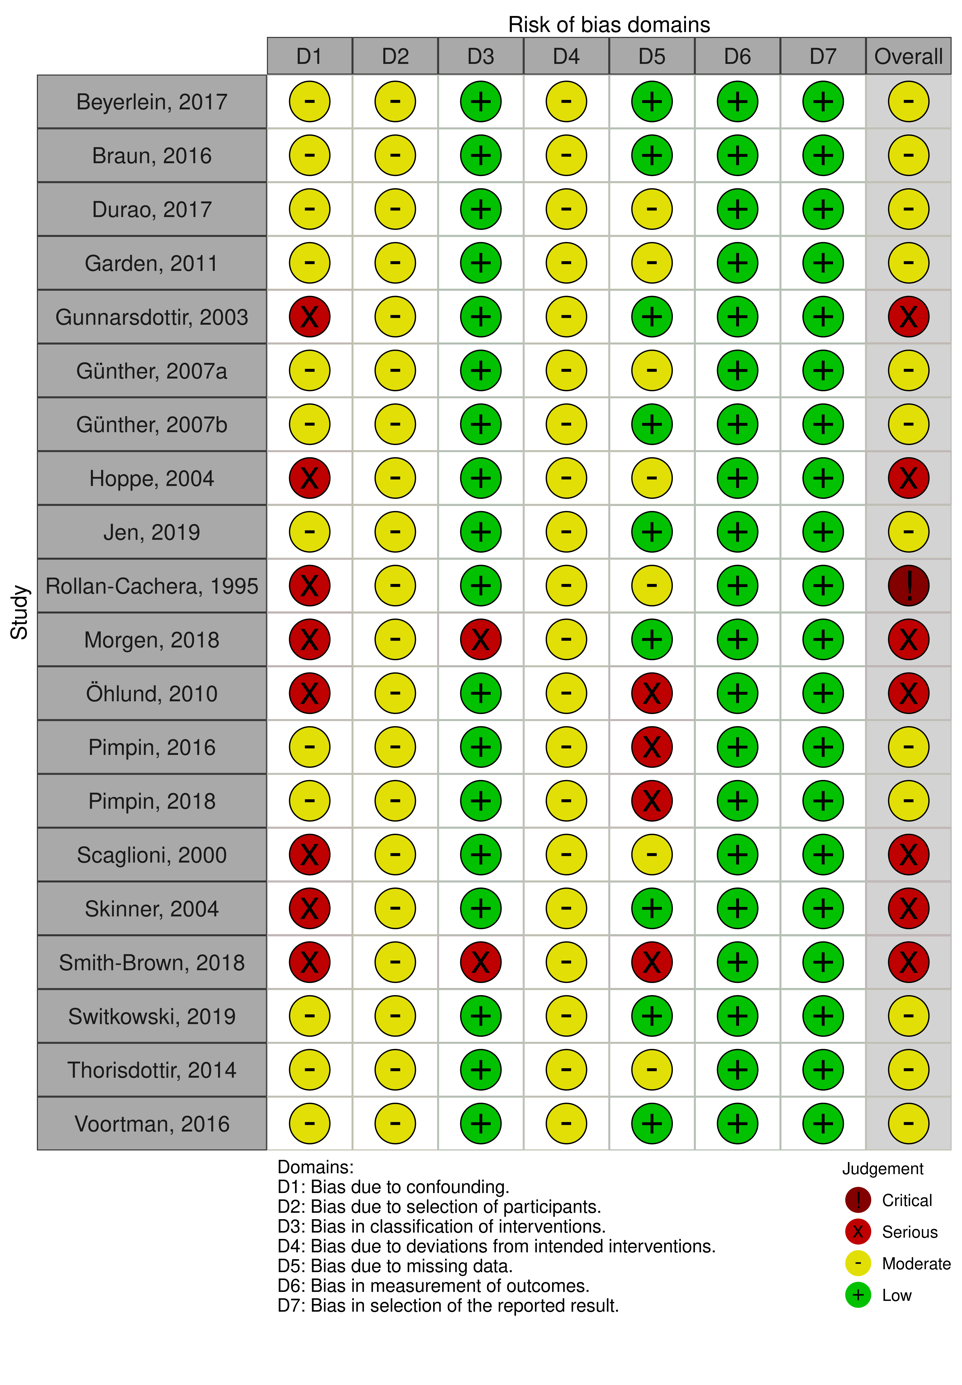 Risk of bias domains
D1 D2 D3 D4 D5 D6 D7 Overall
Beyerlein, 2017 - - + - + + + -
Braun, 2016 - - + - + + + -
Durao, 2017 - - + - - + + -
Garden, 2011 - - + - - + + -
Gunnarsdottir, 2003 X - + - + + + X
Günther, 2007a - - + - - + + -
Günther, 2007b - - + - + + + -
Hoppe, 2004 X - + - - + + X
Jen, 2019 - - + - + + + -
Rollan-Cachera, 1995 X - + - - + + !
Morgen, 2018 X - X - + + + X
Öhlund, 2010 X - + - X + + X
Pimpin, 2016 - - + - X + + -
Pimpin, 2018 - - + - X + + -
Scaglioni, 2000 X - + - - + + X
Skinner, 2004 X - + - + + + X
Smith-Brown, 2018 X - X - X + + X
Switkowski, 2019 - - + - + + + -
Thorisdottir, 2014 - - + - - + + -
Voortman, 2016 - - + - + + + -
Study
Domains:
D1: Bias due to confounding.
D2: Bias due to selection of participants.
D3: Bias in classification of interventions.
D4: Bias due to deviations from intended interventions.
D5: Bias due to missing data.
D6: Bias in measurement of outcomes.
D7: Bias in selection of the reported result.
Judgement
! Critical
X Serious
- Moderate
+ Low